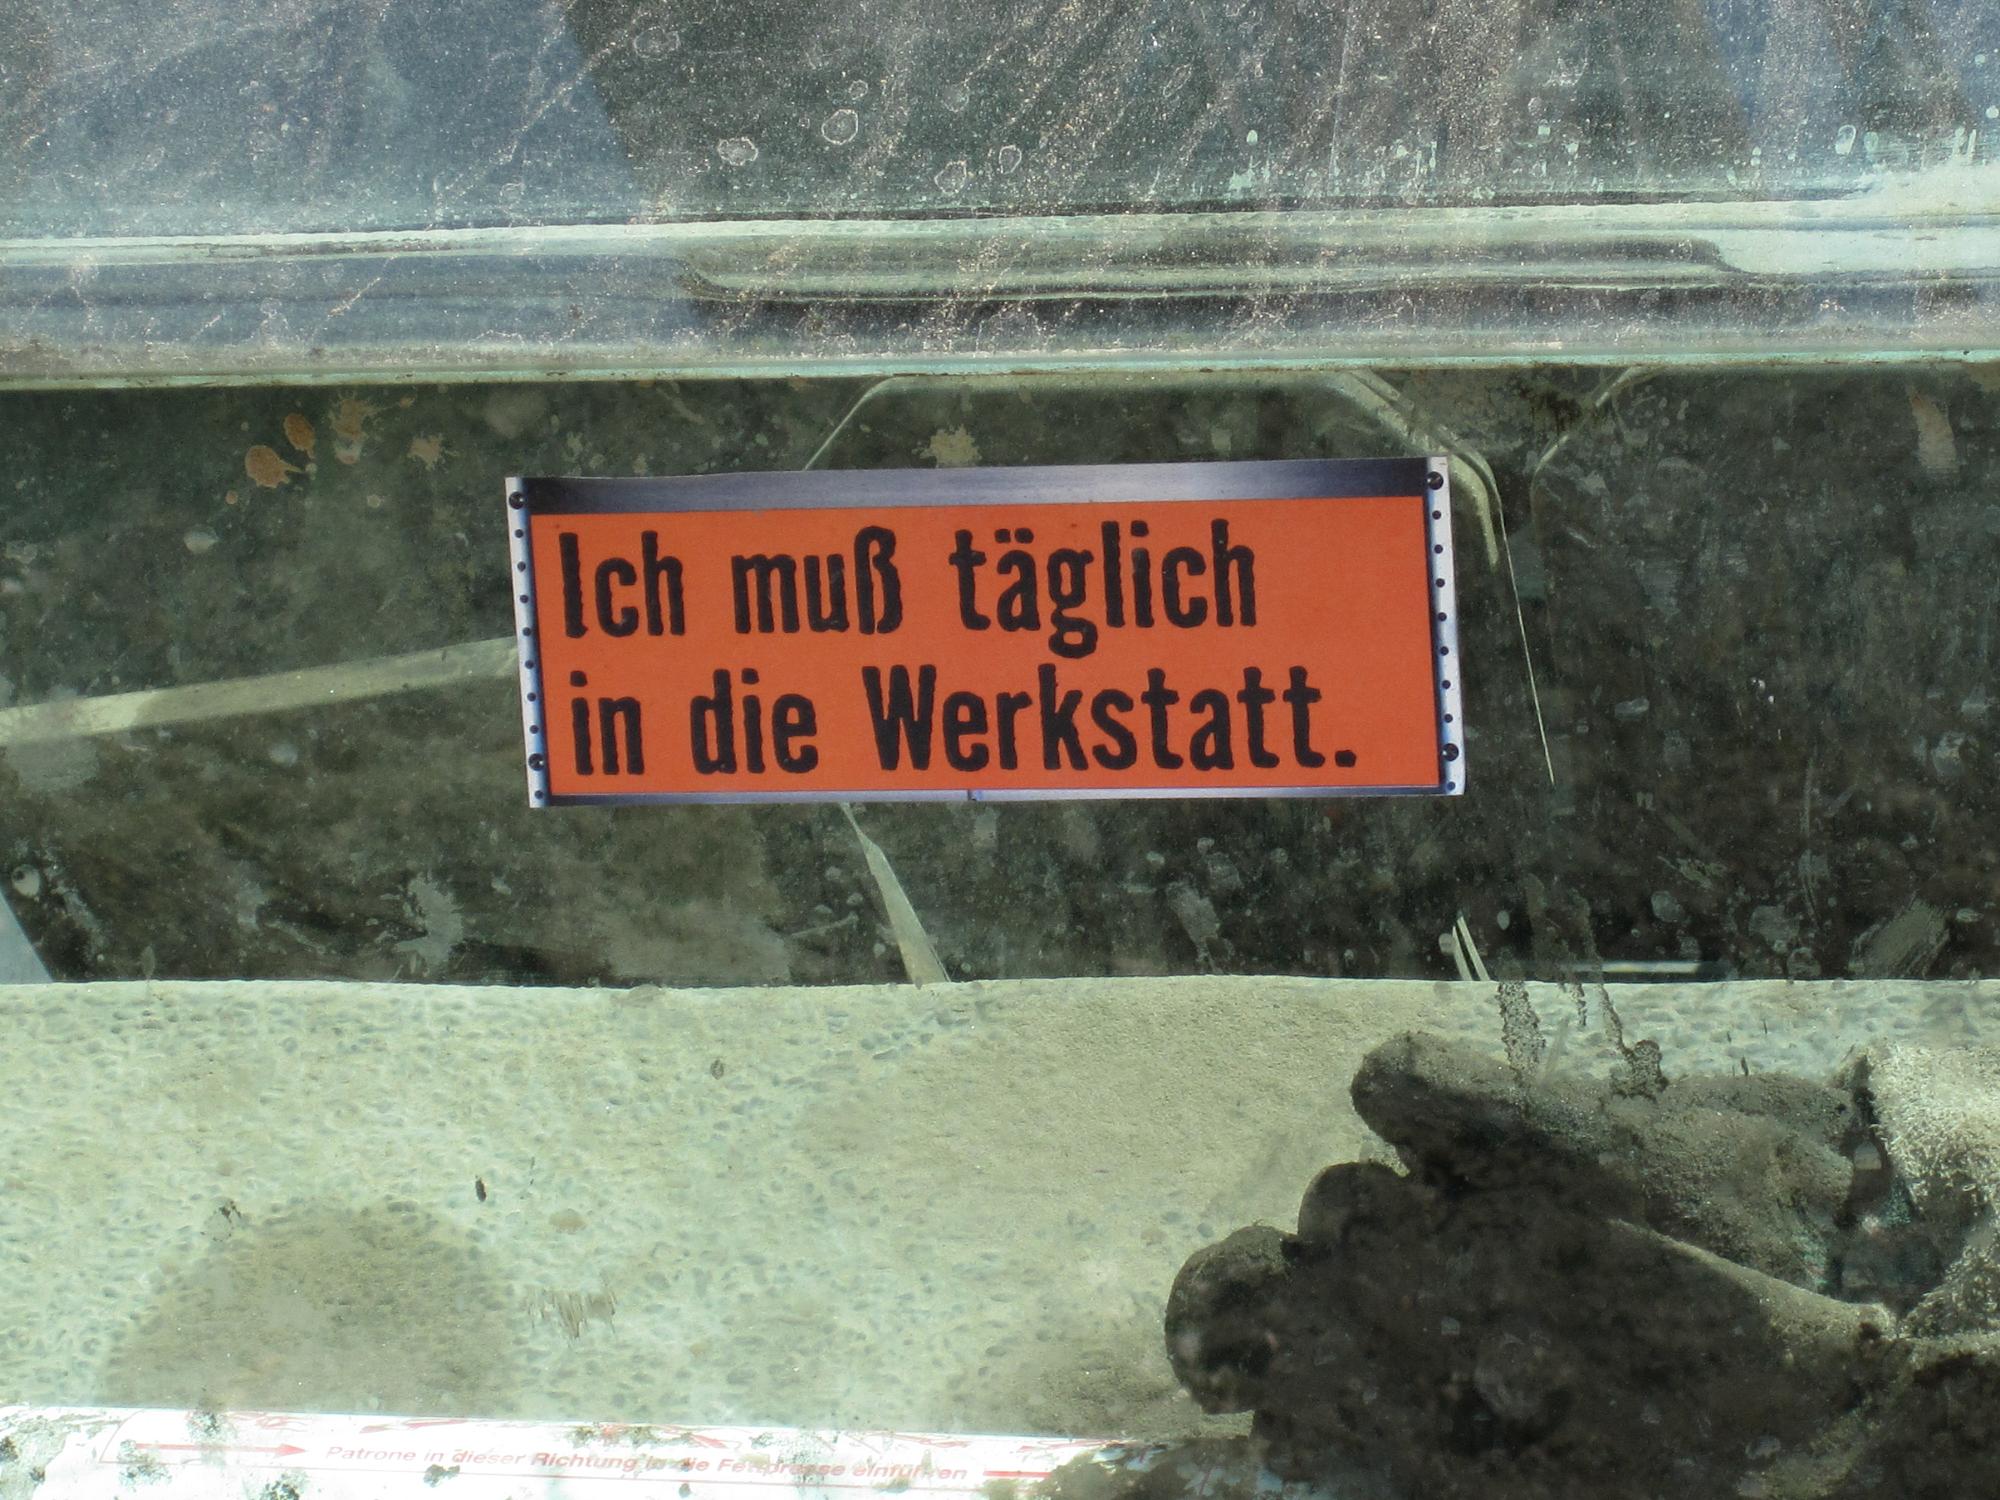 Ich muß täglich
in die Werkstatt.
Patrone in dieser Richtung in die Fettpresse einführen